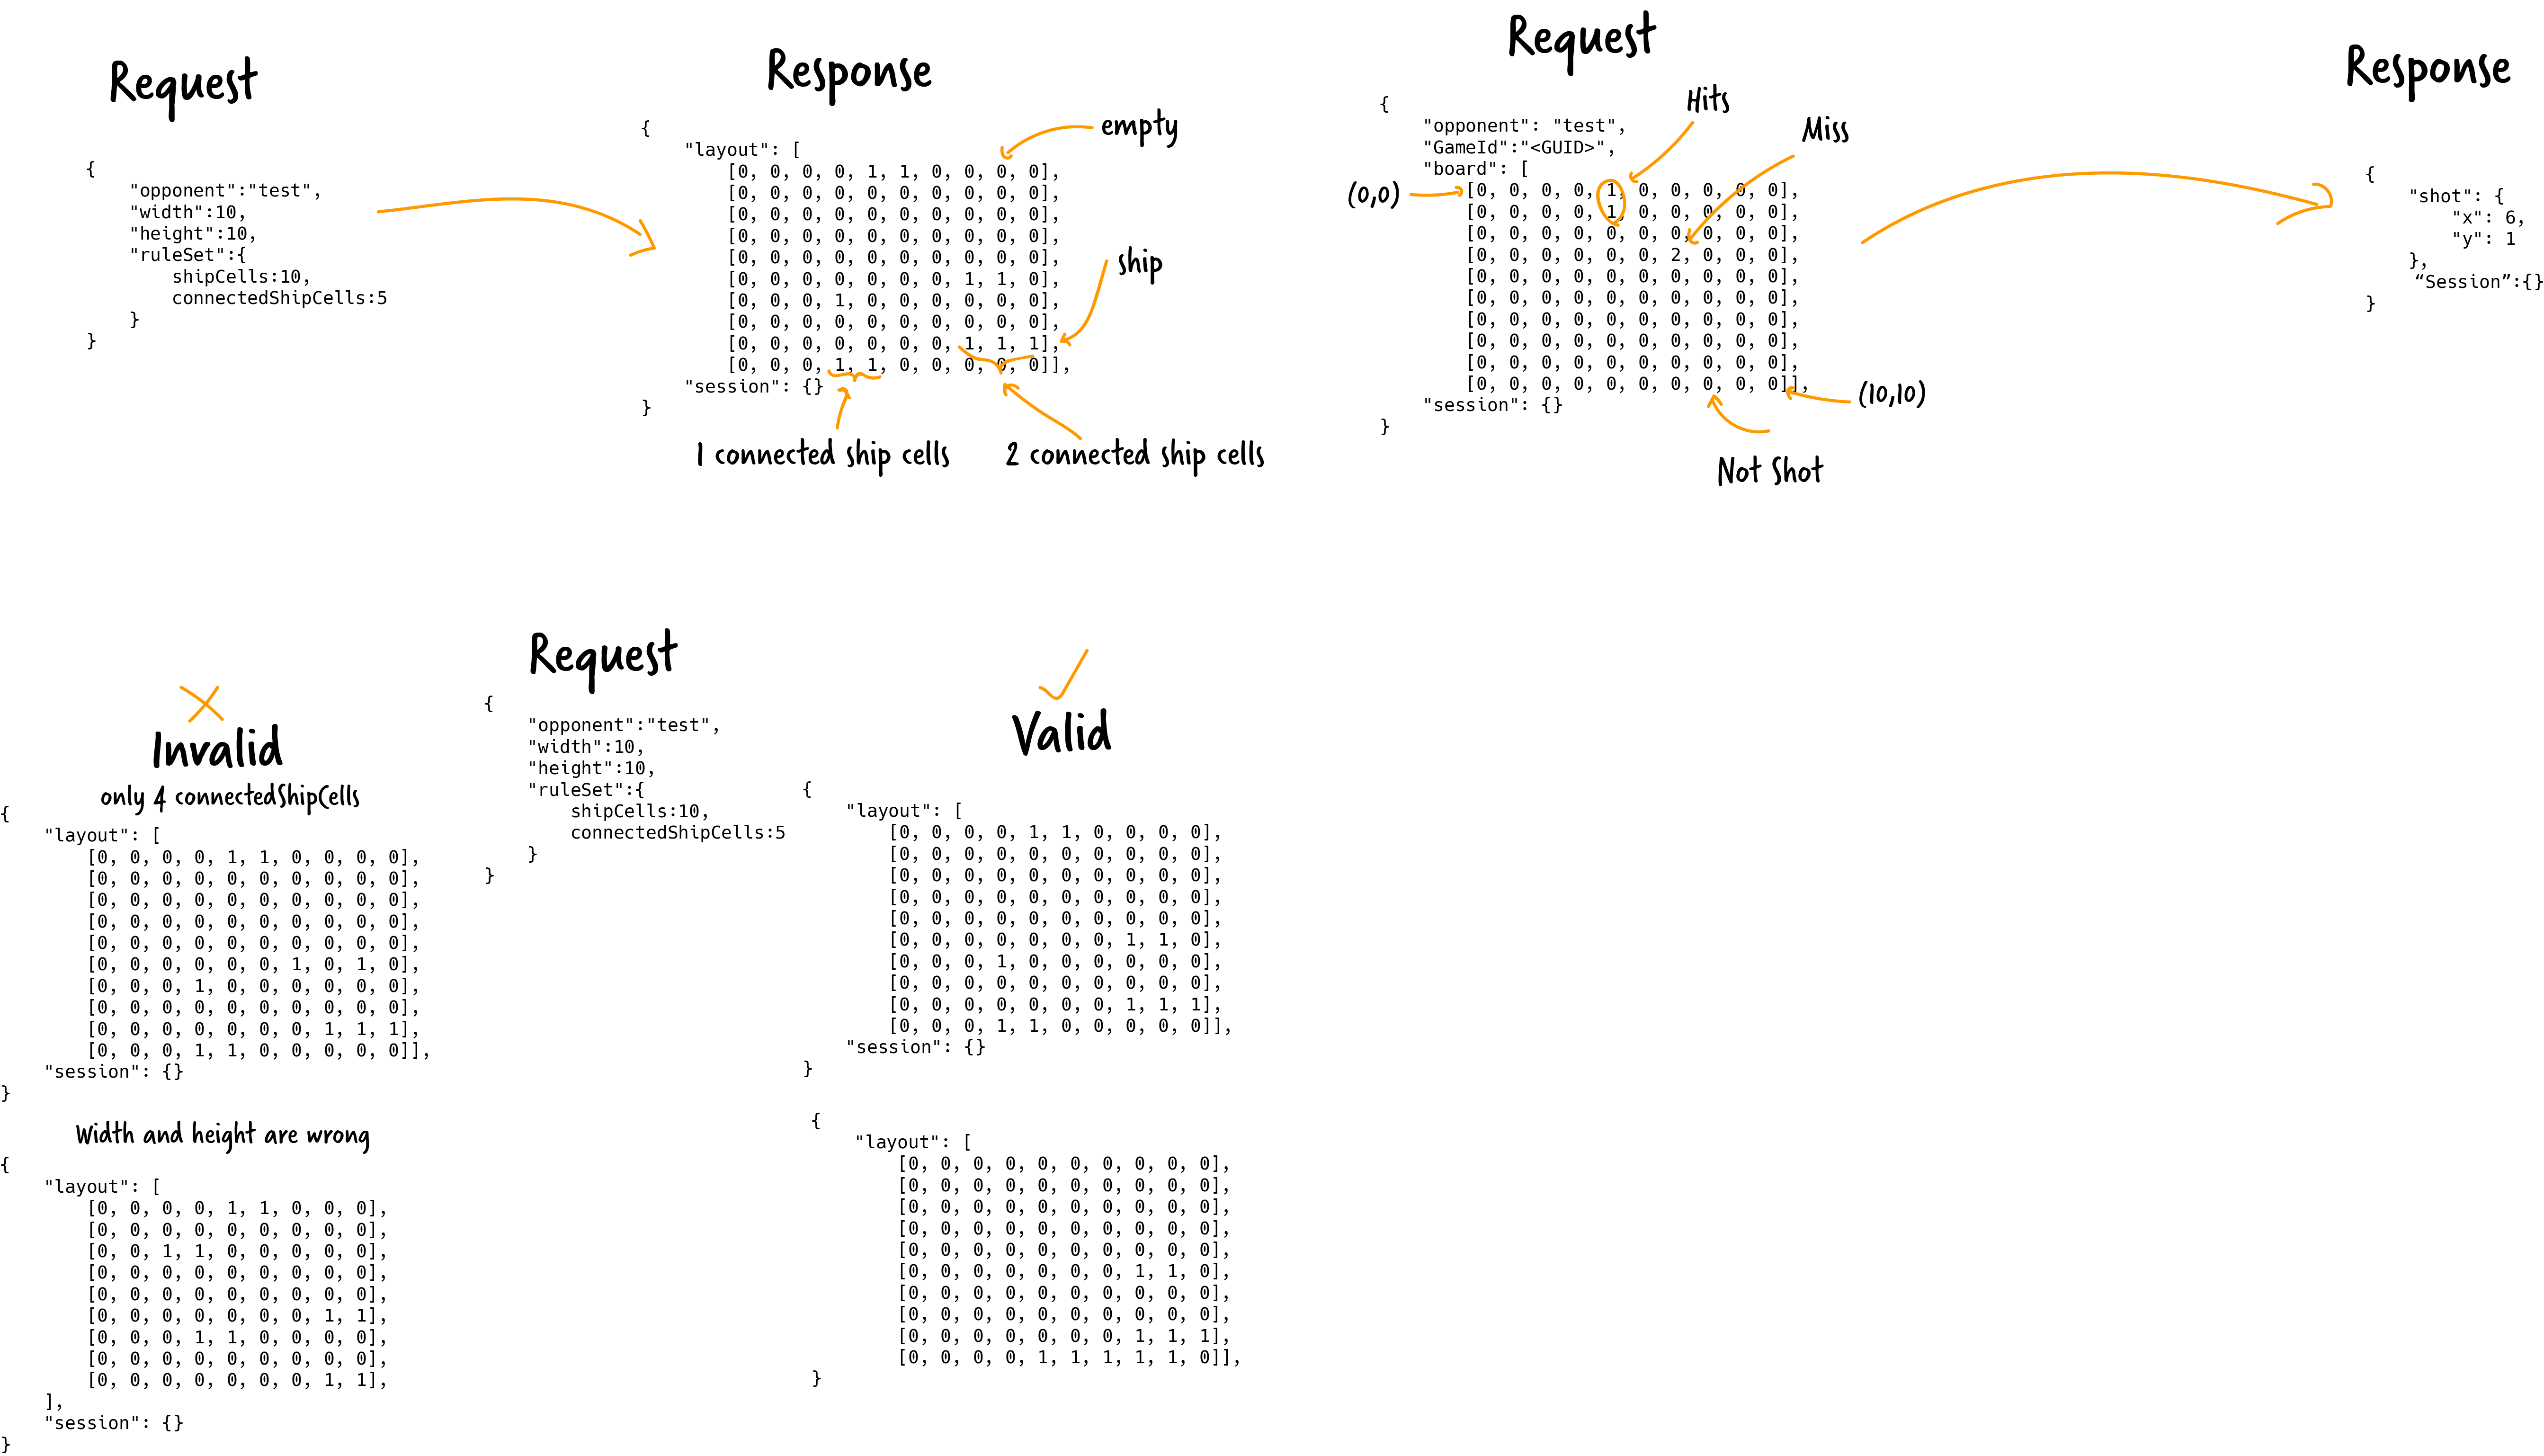 Request
{
"opponent":"test",
"width":10,
"height":10,
"ruleSet":{
shipCells:10,
connectedShipCells:5
}
}
Response
{
"layout": [
[0, 0, 0, 0, 1, 1, 0, 0, 0, 0],
[0, 0, 0, 0, 0, 0, 0, 0, 0, 0],
[0, 0, 0, 0, 0, 0, 0, 0, 0, 0],
[0, 0, 0, 0, 0, 0, 0, 0, 0, 0],
[0, 0, 0, 0, 0, 0, 0, 0, 0, 0],
[0, 0, 0, 0, 0, 0, 0, 1, 1, 0],
[0, 0, 0, 1, 0, 0, 0, 0, 0, 0],
[0, 0, 0, 0, 0, 0, 0, 0, 0, 0],
[0, 0, 0, 0, 0, 0, 0, 1, 1, 1],
[0, 0, 0, 1, 1, 0, 0, 0, 0, 0]],
"session": {}
}
empty
ship
1 connected ship cells
2 connected ship cells
Request
{
"opponent": "test",
"GameId":"<GUID>",
"board": [
[0, 0, 0, 0, 1, 0, 0, 0, 0, 0],
[0, 0, 0, 0, 1, 0, 0, 0, 0, 0],
[0, 0, 0, 0, 0, 0, 0, 0, 0, 0],
[0, 0, 0, 0, 0, 0, 2, 0, 0, 0],
[0, 0, 0, 0, 0, 0, 0, 0, 0, 0],
[0, 0, 0, 0, 0, 0, 0, 0, 0, 0],
[0, 0, 0, 0, 0, 0, 0, 0, 0, 0],
[0, 0, 0, 0, 0, 0, 0, 0, 0, 0],
[0, 0, 0, 0, 0, 0, 0, 0, 0, 0],
[0, 0, 0, 0, 0, 0, 0, 0, 0, 0]],
"session": {}
}
Hits
Miss
(0,0)
(10,10)
Not Shot
Response
{
"shot": {
"x": 6,
"y": 1
},
“Session”:{}
}
Invalid
only 4 connectedShipCells
{
"layout": [
[0, 0, 0, 0, 1, 1, 0, 0, 0, 0],
[0, 0, 0, 0, 0, 0, 0, 0, 0, 0],
[0, 0, 0, 0, 0, 0, 0, 0, 0, 0],
[0, 0, 0, 0, 0, 0, 0, 0, 0, 0],
[0, 0, 0, 0, 0, 0, 0, 0, 0, 0],
[0, 0, 0, 0, 0, 0, 1, 0, 1, 0],
[0, 0, 0, 1, 0, 0, 0, 0, 0, 0],
[0, 0, 0, 0, 0, 0, 0, 0, 0, 0],
[0, 0, 0, 0, 0, 0, 0, 1, 1, 1],
[0, 0, 0, 1, 1, 0, 0, 0, 0, 0]],
"session": {}
}
Width and height are wrong
{
"layout": [
[0, 0, 0, 0, 1, 1, 0, 0, 0],
[0, 0, 0, 0, 0, 0, 0, 0, 0],
[0, 0, 1, 1, 0, 0, 0, 0, 0],
[0, 0, 0, 0, 0, 0, 0, 0, 0],
[0, 0, 0, 0, 0, 0, 0, 0, 0],
[0, 0, 0, 0, 0, 0, 0, 1, 1],
[0, 0, 0, 1, 1, 0, 0, 0, 0],
[0, 0, 0, 0, 0, 0, 0, 0, 0],
[0, 0, 0, 0, 0, 0, 0, 1, 1],
],
"session": {}
}
Request
{
"opponent":"test",
"width":10,
"height":10,
"ruleSet":{
shipCells:10,
connectedShipCells:5
}
}
Valid
{
"layout": [
[0, 0, 0, 0, 1, 1, 0, 0, 0, 0],
[0, 0, 0, 0, 0, 0, 0, 0, 0, 0],
[0, 0, 0, 0, 0, 0, 0, 0, 0, 0],
[0, 0, 0, 0, 0, 0, 0, 0, 0, 0],
[0, 0, 0, 0, 0, 0, 0, 0, 0, 0],
[0, 0, 0, 0, 0, 0, 0, 1, 1, 0],
[0, 0, 0, 1, 0, 0, 0, 0, 0, 0],
[0, 0, 0, 0, 0, 0, 0, 0, 0, 0],
[0, 0, 0, 0, 0, 0, 0, 1, 1, 1],
[0, 0, 0, 1, 1, 0, 0, 0, 0, 0]],
"session": {}
}
{
"layout": [
[0, 0, 0, 0, 0, 0, 0, 0, 0, 0],
[0, 0, 0, 0, 0, 0, 0, 0, 0, 0],
[0, 0, 0, 0, 0, 0, 0, 0, 0, 0],
[0, 0, 0, 0, 0, 0, 0, 0, 0, 0],
[0, 0, 0, 0, 0, 0, 0, 0, 0, 0],
[0, 0, 0, 0, 0, 0, 0, 1, 1, 0],
[0, 0, 0, 0, 0, 0, 0, 0, 0, 0],
[0, 0, 0, 0, 0, 0, 0, 0, 0, 0],
[0, 0, 0, 0, 0, 0, 0, 1, 1, 1],
[0, 0, 0, 0, 1, 1, 1, 1, 1, 0]],
}